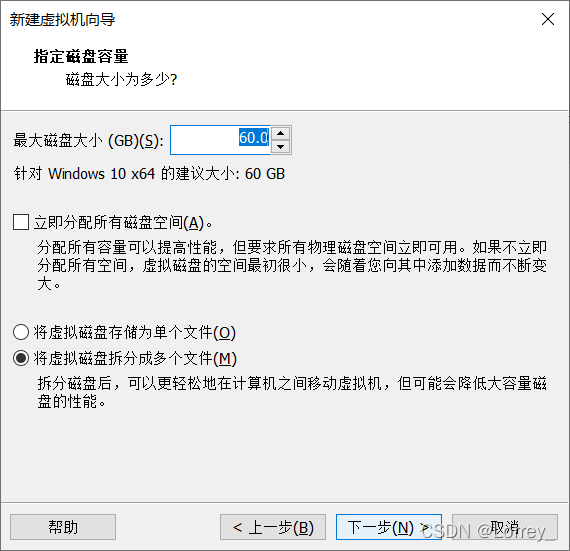 新建虚拟机向导
指定磁盘容量
磁盘大小为多少?
最大磁盘大小 (GB)(S): 60.0
针对 Windows 10 x64 的建议大小: 60 GB
立即分配所有磁盘空间(A)。
分配所有容量可以提高性能，但要求所有物理磁盘空间立即可用。如果不立即
分配所有空间，虚拟磁盘的空间最初很小，会随着您向其中添加数据而不断变
大。
将虚拟磁盘存储为单个文件(O)
将虚拟磁盘拆分成多个文件(M)
拆分磁盘后，可以更轻松地在计算机之间移动虚拟机，但可能会降低大容量磁
盘的性能。
帮助 < 上一步(B) 下一步(N) > 取消
CSDN @Lorrey_